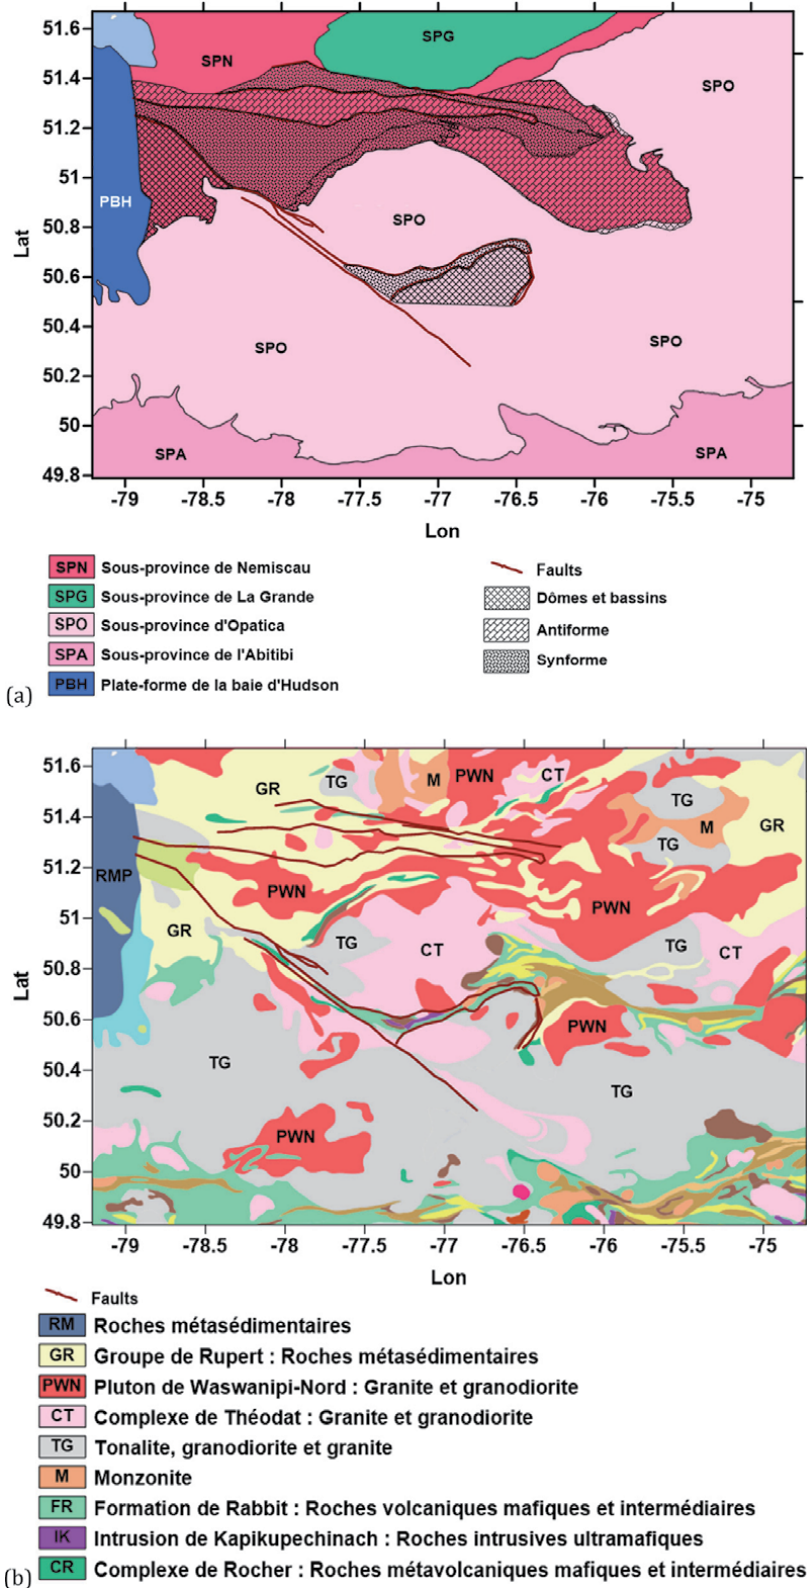 51.6
51.4
51.2
51
50.8
50.6
50.4
50.2
50
49.8
Lat
SPN
SPG
SPO
PBH
SPO
SPO
SPO
SPA
SPA
-79 -78.5 -78 -77.5 -77 -76.5 -76 -75.5 -75
Lon
SPN Sous-province de Nemiscau
SPG Sous-province de La Grande
SPO Sous-province d'Opatica
SPA Sous-province de l'Abitibi
PBH Plate-forme de la baie d'Hudson
Faults
Dômes et bassins
Antiforme
Synforme
(a)
51.6
51.4
51.2
51
50.8
50.6
50.4
50.2
50
49.8
Lat
GR TG M PWN CT
TG
M GR
TG
RMP
PWN
PWN
GR
TG CT
TG CT
PWN
TG
TG
PWN
-79 -78.5 -78 -77.5 -77 -76.5 -76 -75.5 -75
Lon
Faults
RM Roches métasédimentaires
GR Groupe de Rupert : Roches métasédimentaires
PWN Pluton de Waswanipi-Nord : Granite et granodiorite
CT Complexe de Théodat : Granite et granodiorite
TG Tonalite, granodiorite et granite
M Monzonite
FR Formation de Rabbit : Roches volcaniques mafiques et intermédiaires
IK Intrusion de Kapikupechinach : Roches intrusives ultramafiques
CR Complexe de Rocher : Roches métavolcaniques mafiques et intermédiaires
(b)